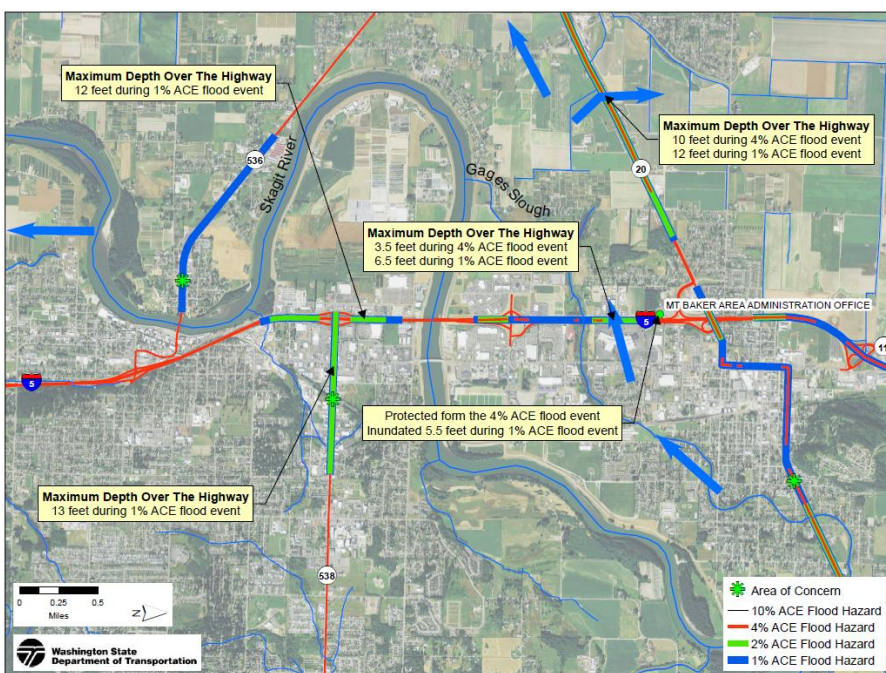 Maximum Depth Over The Highway
12 feet during 1% ACE flood event
536
Skagit River
Gages Slough
Maximum Depth Over The Highway
10 feet during 4% ACE flood event
12 feet during 1% ACE flood event
20
Maximum Depth Over The Highway
3.5 feet during 4% ACE flood event
6.5 feet during 1% ACE flood event
MT BAKER AREA ADMINISTRATION OFFICE
5
5
11
Protected form the 4% ACE flood event
Inundated 5.5 feet during 1% ACE flood event
Maximum Depth Over The Highway
13 feet during 1% ACE flood event
538
0 0.25 0.5
Miles
N
Washington State
Department of Transportation
Area of Concern
10% ACE Flood Hazard
4% ACE Flood Hazard
2% ACE Flood Hazard
1% ACE Flood Hazard